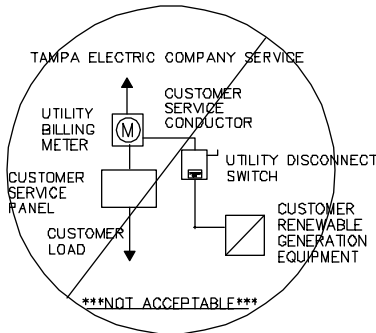 TAMPA ELECTRIC COMPANY SERVICE
CUSTOMER
SERVICE
CONDUCTOR
UTILITY
BILLING
METER
M
UTILITY DISCONNECT
SWITCH
CUSTOMER
SERVICE
PANEL
CUSTOMER
RENEWABLE
GENERATION
EQUIPMENT
CUSTOMER
LOAD
***NOT ACCEPTABLE***